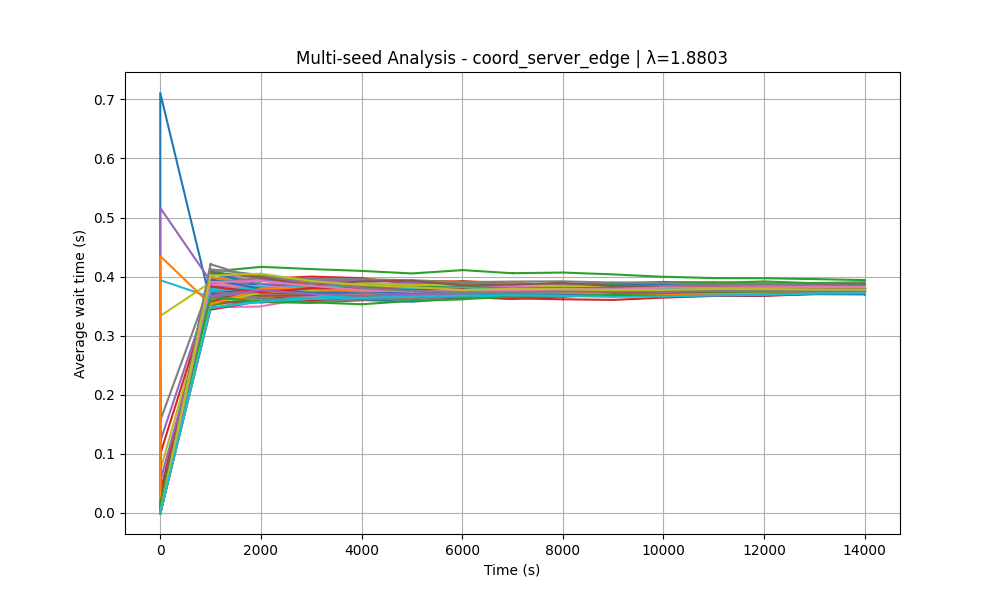 Multi-seed Analysis - coord_server_edge | λ=1.8803
Average wait time (s)
0.7
0.6
0.5
0.4
0.3
0.2
0.1
0.0
0 2000 4000 6000 8000 10000 12000 14000
Time (s)